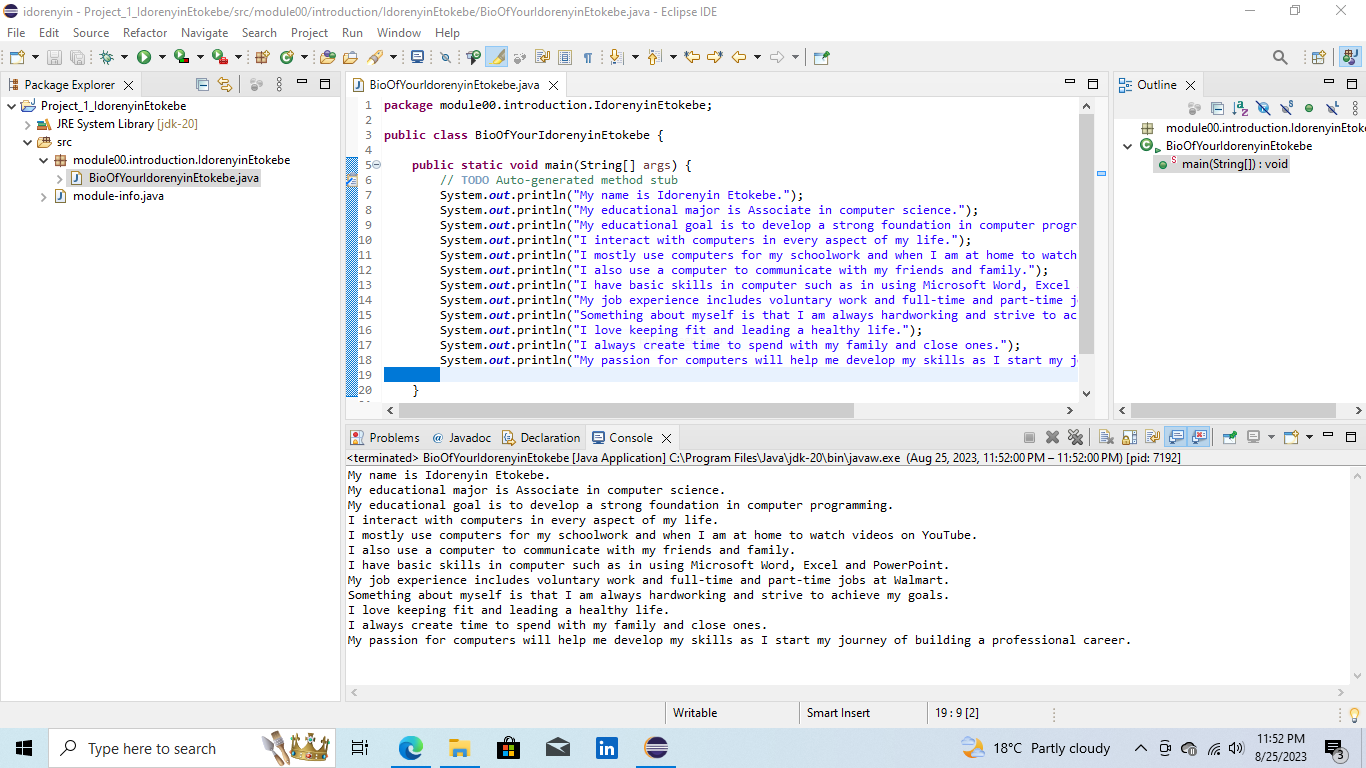 idorenyin - Project_1_IdorenyinEtokebe/src/module00/introduction/IdorenyinEtokebe/BioOfYourIdorenyinEtokebe.java - Eclipse IDE
File Edit Source Refactor Navigate Search Project Run Window Help
Package Explorer
Project_1_IdorenyinEtokebe
JRE System Library [jdk-20]
src
module00.introduction.IdorenyinEtokebe
BioOfYourIdorenyinEtokebe.java
module-info.java
BioOfYourIdorenyinEtokebe.java
1 package module00.introduction.IdorenyinEtokebe;
2
3 public class BioOfYourIdorenyinEtokebe {
4
5 public static void main(String[] args) {
6 // TODO Auto-generated method stub
7 System.out.println("My name is Idorenyin Etokebe.");
8 System.out.println("My educational major is Associate in computer science.");
9 System.out.println("My educational goal is to develop a strong foundation in computer progr
10 System.out.println("I interact with computers in every aspect of my life.");
11 System.out.println("I mostly use computers for my schoolwork and when I am at home to watch
12 System.out.println("I also use a computer to communicate with my friends and family.");
13 System.out.println("I have basic skills in computer such as in using Microsoft Word, Excel
14 System.out.println("My job experience includes voluntary work and full-time and part-time j
15 System.out.println("Something about myself is that I am always hardworking and strive to ac
16 System.out.println("I love keeping fit and leading a healthy life.");
17 System.out.println("I always create time to spend with my family and close ones.");
18 System.out.println("My passion for computers will help me develop my skills as I start my j
19
20 }
Outline
module00.introduction.IdorenyinEtok
BioOfYourIdorenyinEtokebe
main(String[]) : void
Problems @ Javadoc Declaration Console
<terminated> BioOfYourIdorenyinEtokebe [Java Application] C:\Program Files\Java\jdk-20\bin\javaw.exe (Aug 25, 2023, 11:52:00 PM – 11:52:00 PM) [pid: 7192]
My name is Idorenyin Etokebe.
My educational major is Associate in computer science.
My educational goal is to develop a strong foundation in computer programming.
I interact with computers in every aspect of my life.
I mostly use computers for my schoolwork and when I am at home to watch videos on YouTube.
I also use a computer to communicate with my friends and family.
I have basic skills in computer such as in using Microsoft Word, Excel and PowerPoint.
My job experience includes voluntary work and full-time and part-time jobs at Walmart.
Something about myself is that I am always hardworking and strive to achieve my goals.
I love keeping fit and leading a healthy life.
I always create time to spend with my family and close ones.
My passion for computers will help me develop my skills as I start my journey of building a professional career.
Writable Smart Insert 19 : 9 [2]
Type here to search
18°C Partly cloudy
11:52 PM
8/25/2023
3